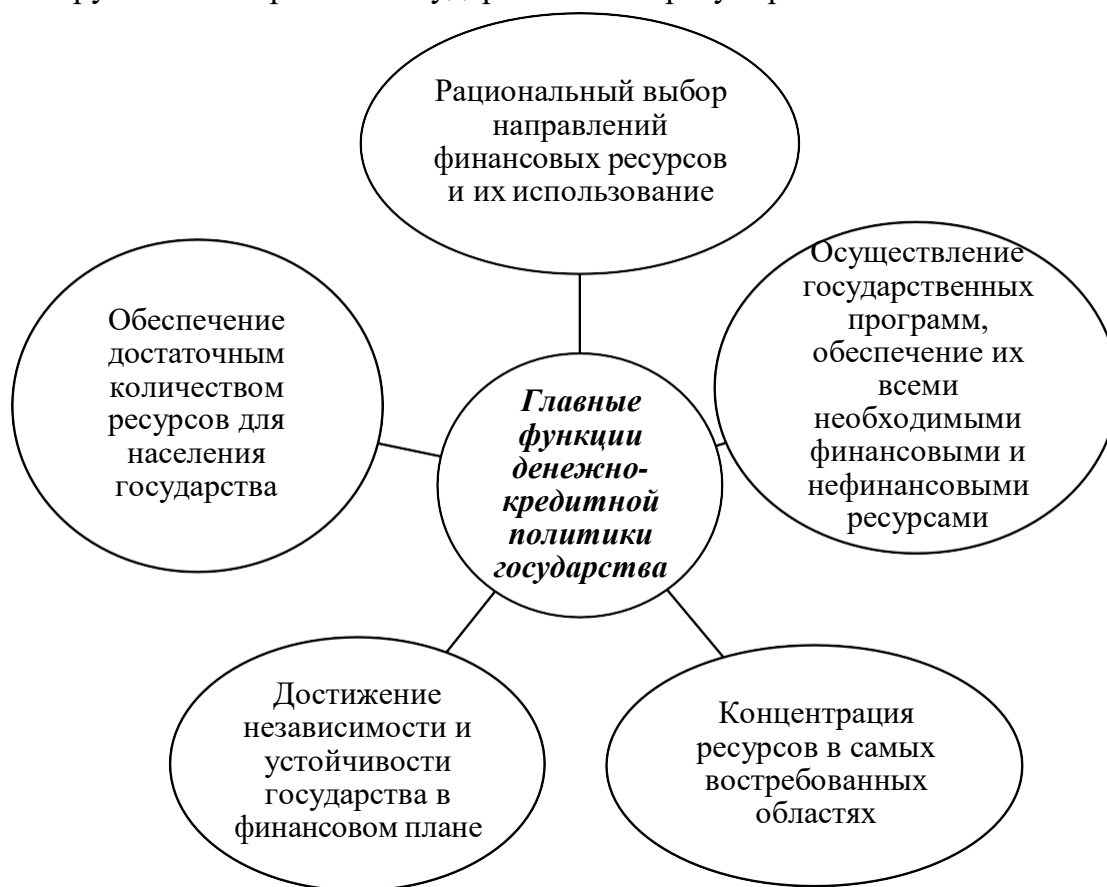 Рациональный выбор
направлений
финансовых ресурсов
и их использование
Осуществление
государственных
программ,
обеспечение их
всеми
необходимыми
финансовыми и
нефинансовыми
ресурсами
Обеспечение
достаточным
количеством
ресурсов для
населения
государства
Главные
функции
денежно-
кредитной
политики
государства
Достижение
независимости и
устойчивости
государства в
финансовом плане
Концентрация
ресурсов в самых
востребованных
областях